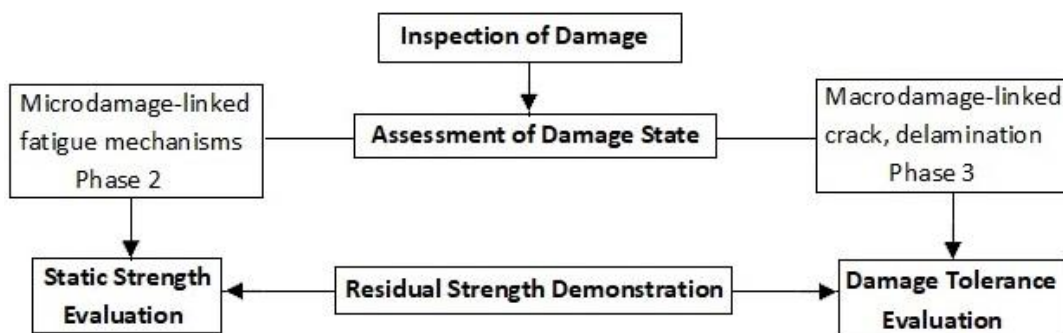 Inspection of Damage
Microdamage-linked
fatigue mechanisms
Phase 2
Assessment of Damage State
Macrodamage-linked
crack, delamination
Phase 3
Static Strength
Evaluation
Residual Strength Demonstration
Damage Tolerance
Evaluation